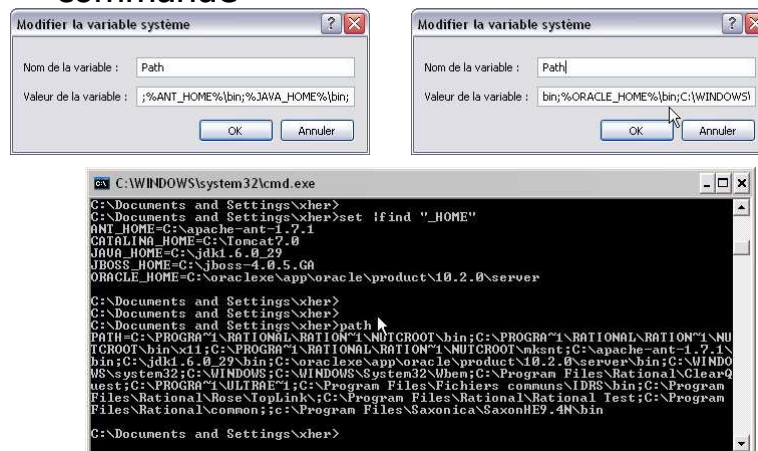 commande
Modifier la variable système
Nom de la variable : Path
Valeur de la variable : ;%ANT_HOME%\bin;%JAVA_HOME%\bin;
OK Annuler
Modifier la variable système
Nom de la variable : Path
Valeur de la variable : bin;%ORACLE_HOME%\bin;C:\WINDOWS\
OK Annuler
C:\WINDOWS\system32\cmd.exe
C:\Documents and Settings\xher>
C:\Documents and Settings\xher>set |find "_HOME"
ANT_HOME=C:\apache-ant-1.7.1
CATALINA_HOME=C:\Tomcat7.0
JAVA_HOME=C:\jdk1.6.0_29
JBOSS_HOME=C:\jboss-4.0.5.GA
ORACLE_HOME=C:\oraclexe\app\oracle\product\10.2.0\server
C:\Documents and Settings\xher>
C:\Documents and Settings\xher>
C:\Documents and Settings\xher>path
PATH=C:\PROGRA~1\RATIONAL\RATION~1\NUTCROOT\bin;C:\PROGRA~1\RATIONAL\RATION~1\NU
TCROOT\bin\x11;C:\PROGRA~1\RATIONAL\RATION~1\NUTCROOT\mksnt;C:\apache-ant-1.7.1\
bin;C:\jdk1.6.0_29\bin;C:\oraclexe\app\oracle\product\10.2.0\server\bin;C:\WINDO
WS\system32;C:\WINDOWS;C:\WINDOWS\System32\Wbem;C:\Program Files\Rational\ClearQ
uest;C:\PROGRA~1\ULTRAE~1;C:\Program Files\Fichiers communs\IDRS\bin;C:\Program
Files\Rational\Rose\TopLink\;C:\Program Files\Rational\Rational Test;C:\Program
Files\Rational\common;;c:\Program Files\Saxonica\SaxonHE9.4N\bin
C:\Documents and Settings\xher>